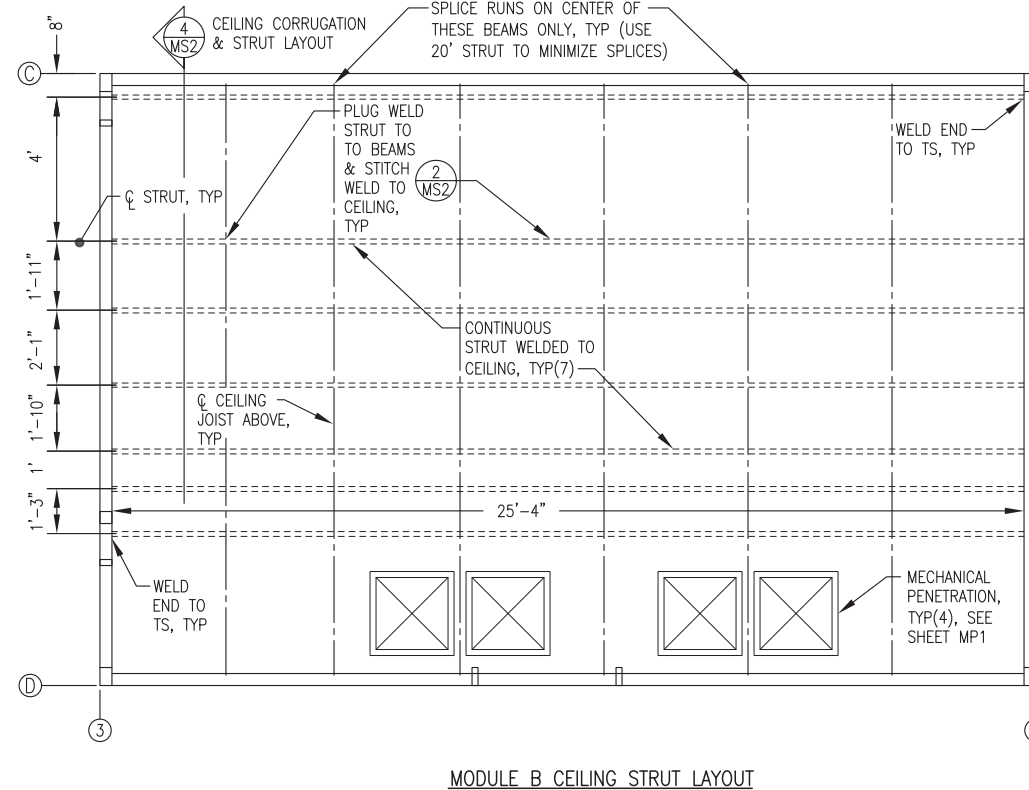 8"
4
MS2
CEILING CORRUGATION
& STRUT LAYOUT
SPLICE RUNS ON CENTER OF
THESE BEAMS ONLY, TYP (USE
20' STRUT TO MINIMIZE SPLICES)
C
PLUG WELD
STRUT TO
TO BEAMS
& STITCH
WELD TO
CEILING,
TYP
2
MS2
WELD END
TO TS, TYP
4'
℄ STRUT, TYP
1'-11"
CONTINUOUS
STRUT WELDED TO
CEILING, TYP(7)
2'-1"
℄ CEILING
JOIST ABOVE,
TYP
1'-10"
1'
1'-3"
25'-4"
WELD
END TO
TS, TYP
MECHANICAL
PENETRATION,
TYP(4), SEE
SHEET MP1
D
3
MODULE B CEILING STRUT LAYOUT